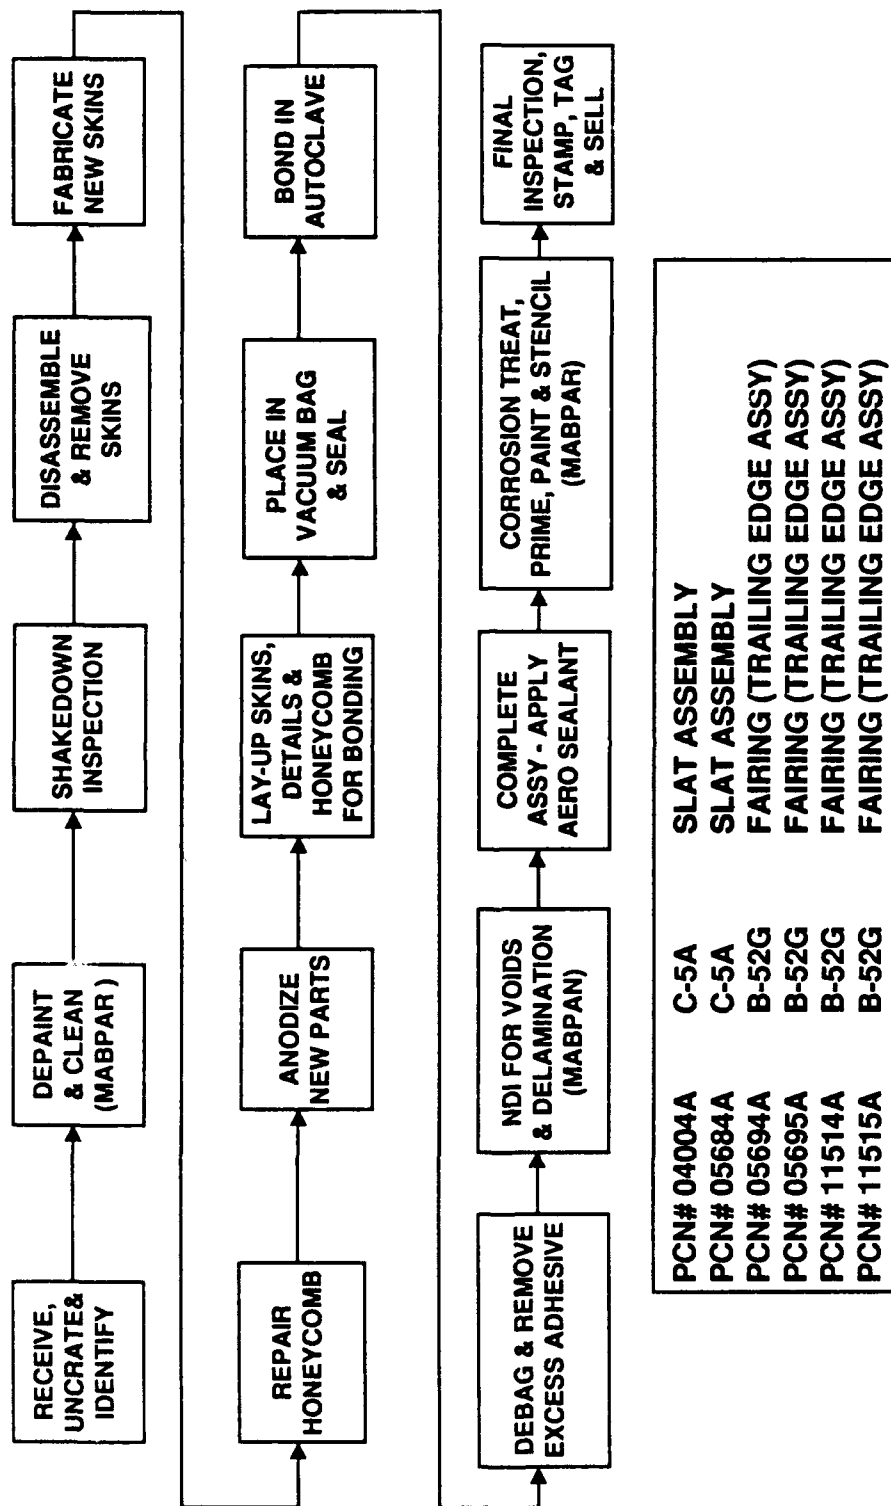 RECEIVE,
UNCRATE&
IDENTIFY
DEPAINT
& CLEAN
(MABPAR)
SHAKEDOWN
INSPECTION
DISASSEMBLE
& REMOVE
SKINS
FABRICATE
NEW SKINS
REPAIR
HONEYCOMB
ANODIZE
NEW PARTS
LAY-UP SKINS,
DETAILS &
HONEYCOMB
FOR BONDING
PLACE IN
VACUUM BAG
& SEAL
BOND IN
AUTOCLAVE
DEBAG & REMOVE
EXCESS ADHESIVE
NDI FOR VOIDS
& DELAMINATION
(MABPAN)
COMPLETE
ASSY - APPLY
AERO SEALANT
CORROSION TREAT,
PRIME, PAINT & STENCIL
(MABPAR)
FINAL
INSPECTION,
STAMP, TAG
& SELL
PCN# 04004A C-5A SLAT ASSEMBLY
PCN# 05684A C-5A SLAT ASSEMBLY
PCN# 05694A B-52G FAIRING (TRAILING EDGE ASSY)
PCN# 05695A B-52G FAIRING (TRAILING EDGE ASSY)
PCN# 11514A B-52G FAIRING (TRAILING EDGE ASSY)
PCN# 11515A B-52G FAIRING (TRAILING EDGE ASSY)